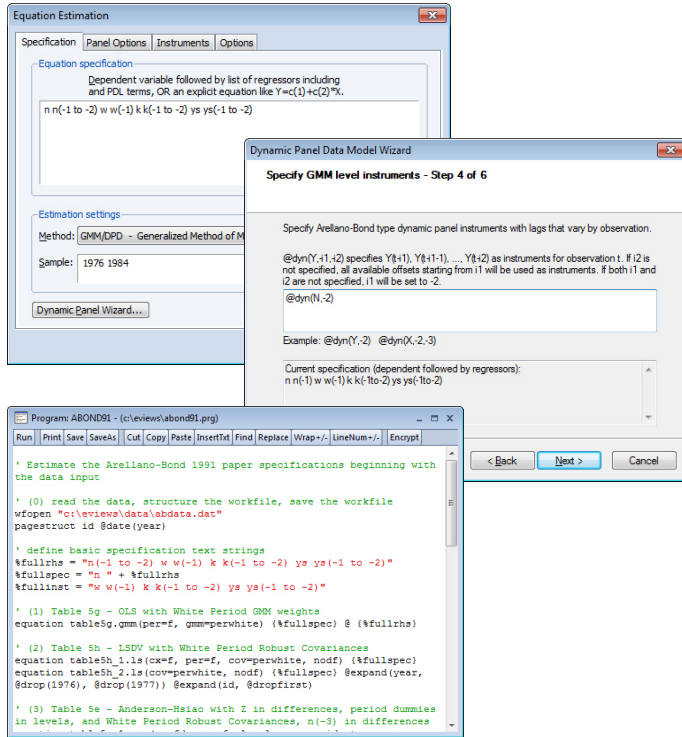 Equation Estimation
Specification Panel Options Instruments Options
Equation specification
Dependent variable followed by list of regressors including
and PDL terms, OR an explicit equation like Y=c(1)+c(2)*X.
n n(-1 to -2) w w(-1) k k(-1 to -2) ys ys(-1 to -2)
Estimation settings
Method: GMM/DPD - Generalized Method of M
Sample: 1976 1984
Dynamic Panel Wizard...
Dynamic Panel Data Model Wizard
Specify GMM level instruments - Step 4 of 6
Specify Arellano-Bond type dynamic panel instruments with lags that vary by observation.
@dyn(Y,-i1,-i2) specifies Y(t-i1), Y(t-i1-1), ..., Y(t-i2) as instruments for observation t. If i2 is
not specified, all available offsets starting from i1 will be used as instruments. If both i1 and
i2 are not specified, i1 will be set to -2.
@dyn(N,-2)
Example: @dyn(Y,-2) @dyn(X,-2,-3)
Current specification (dependent followed by regressors):
n n(-1) w w(-1) k k(-1to-2) ys ys(-1to-2)
< Back Next > Cancel
Program: ABOND91 - (c:\eviews\abond91.prg)
Run Print Save SaveAs Cut Copy Paste InsertTxt Find Replace Wrap+/- LineNum+/- Encrypt
' Estimate the Arellano-Bond 1991 paper specifications beginning with
the data input
' (0) read the data, structure the workfile, save the workfile
wfopen "c:\eviews\data\abdata.dat"
pagestruct id @date(year)
' define basic specification text strings
%fullrhs = "n(-1 to -2) w w(-1) k k(-1 to -2) ys ys(-1 to -2)"
%fullspec = "n " + %fullrhs
%fullinst = "w w(-1) k k(-1 to -2) ys ys(-1 to -2)"
' (1) Table 5g - OLS with White Period GMM weights
equation table5g.gmm(per=f, gmm=perwhite) {%fullspec} @ {%fullrhs}
' (2) Table 5h - LSDV with White Period Robust Covariances
equation table5h_1.ls(cx=f, per=f, cov=perwhite, nodf) {%fullspec}
equation table5h_2.ls(cov=perwhite, nodf) {%fullspec} @expand(year,
@drop(1976), @drop(1977)) @expand(id, @dropfirst)
' (3) Table 5e - Anderson-Hsiao with Z in differences, period dummies
in levels, and White Period Robust Covariances, n(-3) in differences